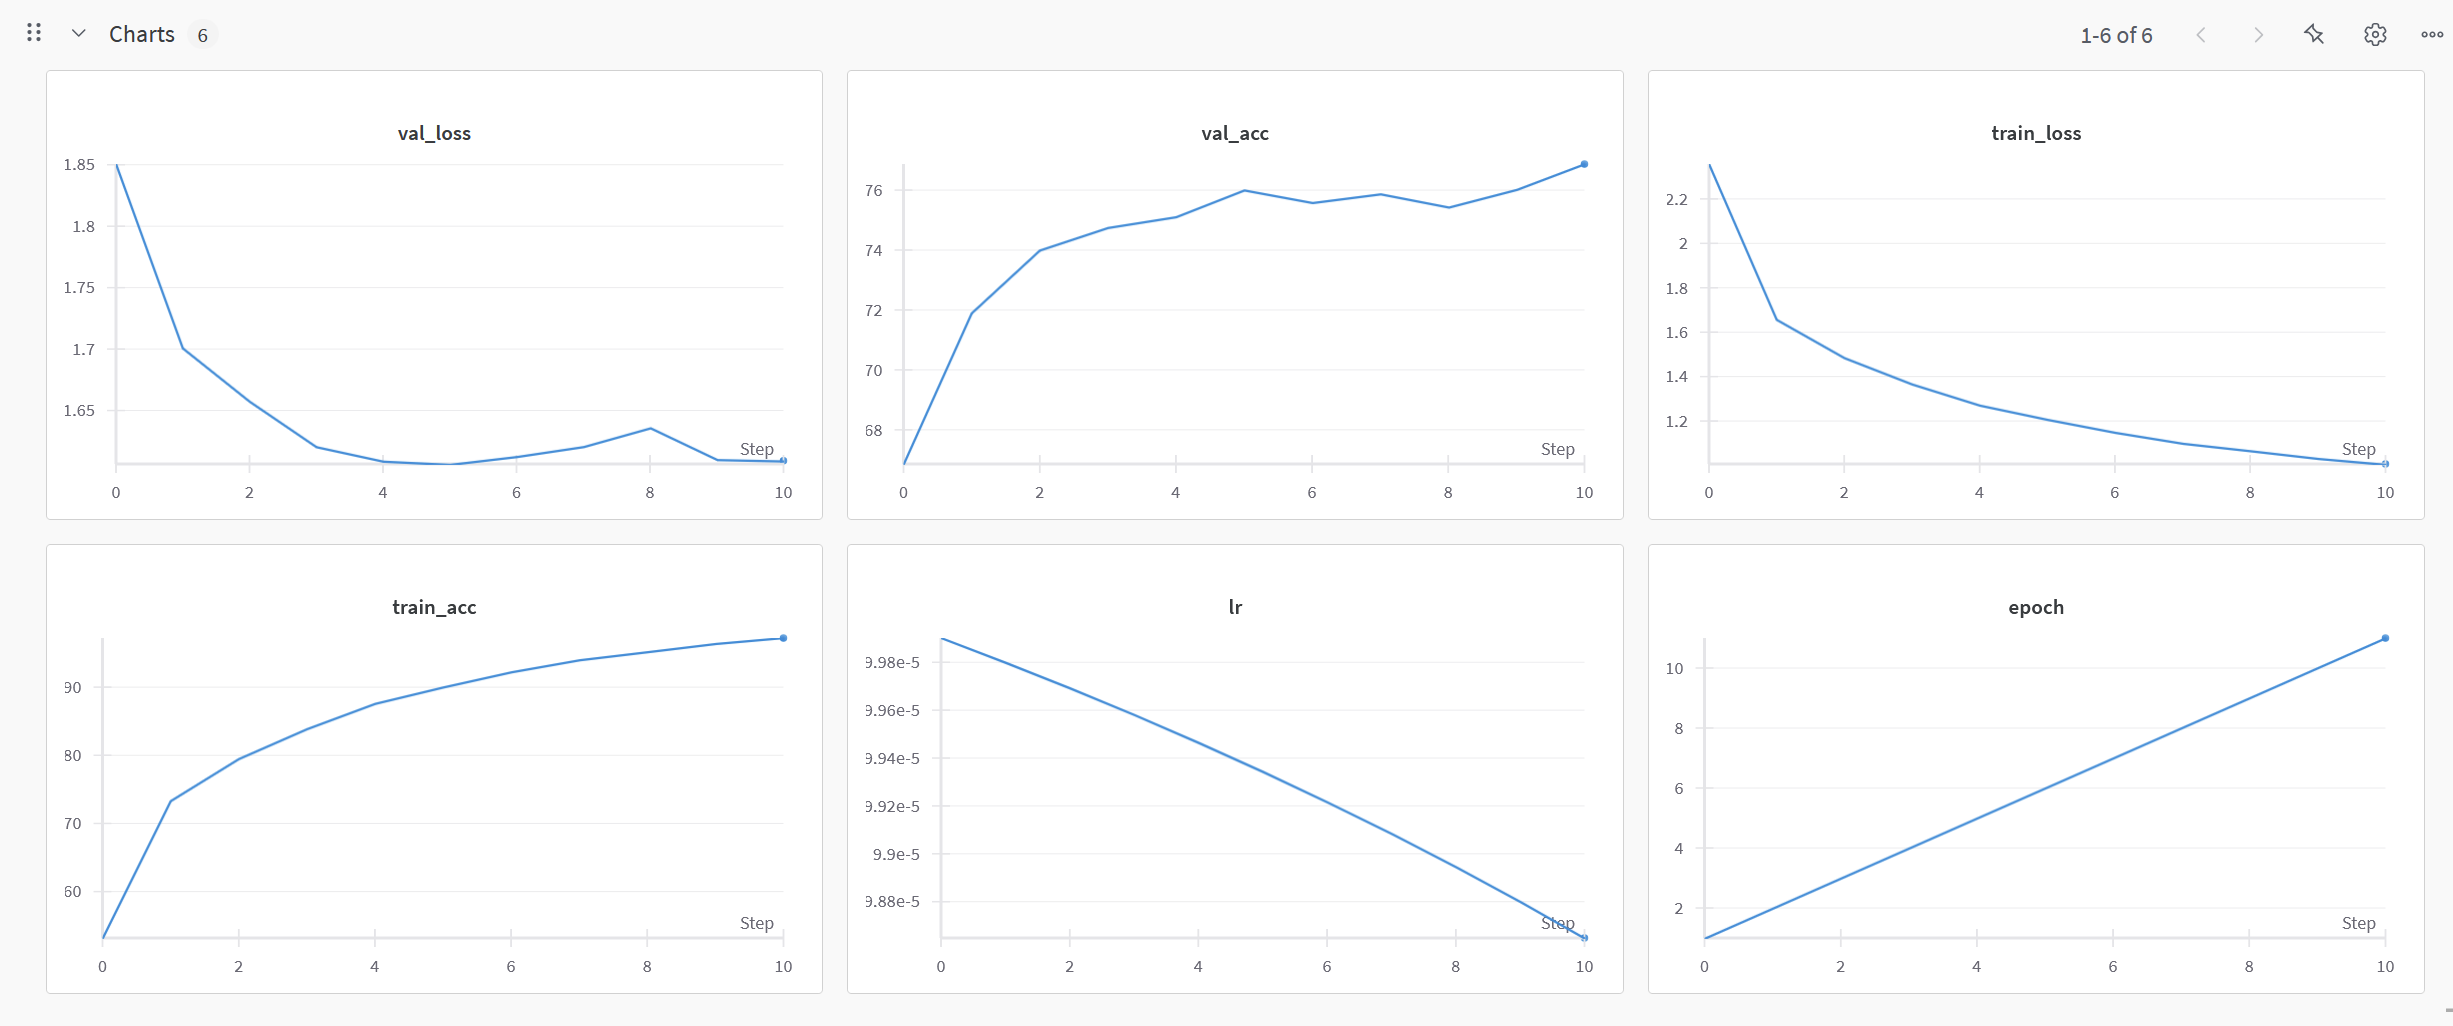 Charts 6
1-6 of 6
val_loss
1.85
1.8
1.75
1.7
1.65
Step
0 2 4 6 8 10
val_acc
76
74
72
70
68
Step
0 2 4 6 8 10
train_loss
2.2
2
1.8
1.6
1.4
1.2
Step
0 2 4 6 8 10
train_acc
90
80
70
60
Step
0 2 4 6 8 10
lr
9.98e-5
9.96e-5
9.94e-5
9.92e-5
9.9e-5
9.88e-5
Step
0 2 4 6 8 10
epoch
10
8
6
4
2
Step
0 2 4 6 8 10